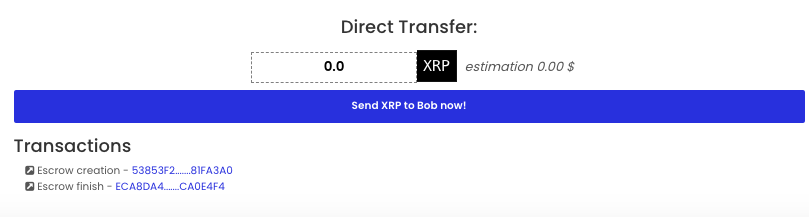 Direct Transfer:
0.0 XRP estimation 0.00 $
Send XRP to Bob now!
Transactions
Escrow creation - 53853F2......81FA3A0
Escrow finish - ECA8DA4......CA0E4F4